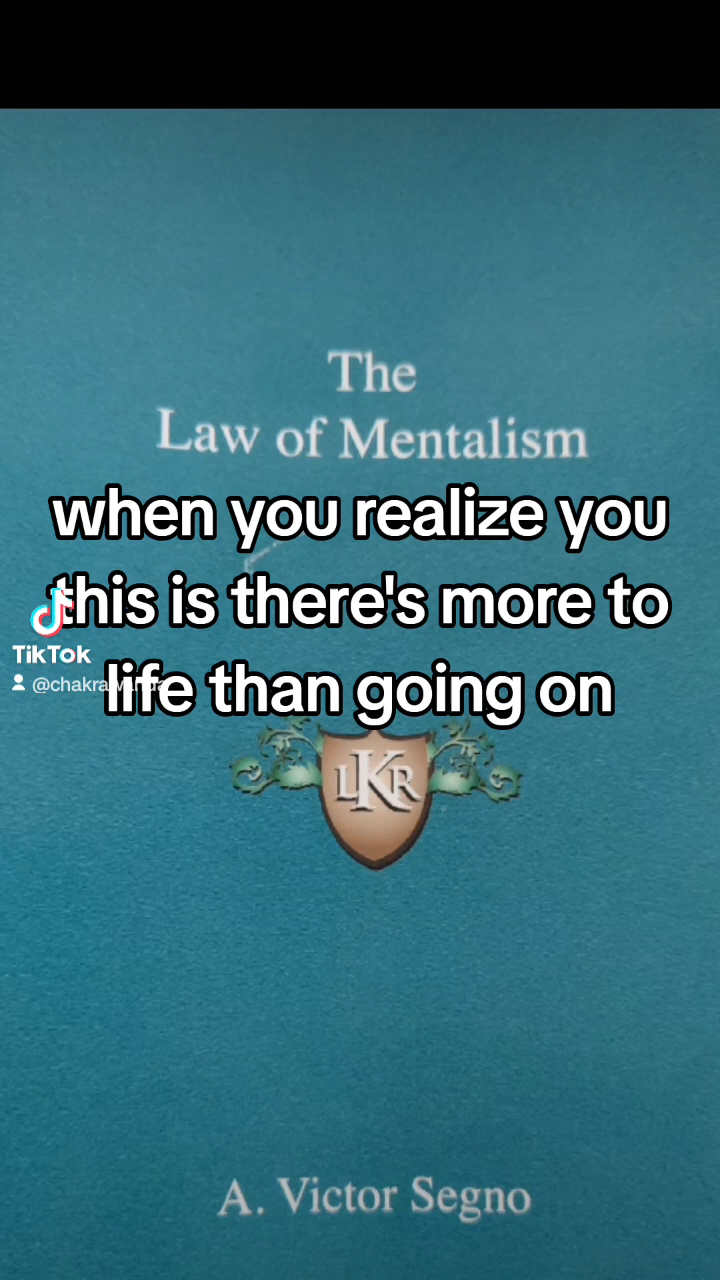 The
Law of Mentalism
when you realize you
this is there's more to
life than going on
TikTok
LKR
A. Victor Segno